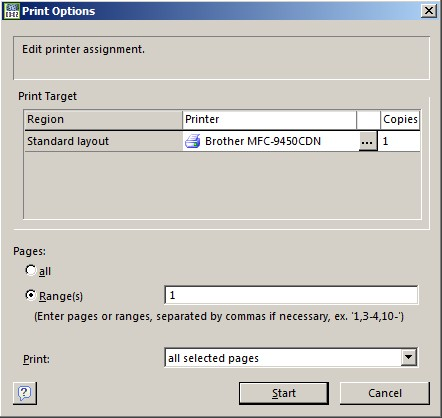 Print Options
Edit printer assignment.
Print Target
Region Printer Copies
Standard layout Brother MFC-9450CDN ... 1
Pages:
all
Range(s) 1
(Enter pages or ranges, separated by commas if necessary, ex. '1,3-4,10-')
Print: all selected pages
? Start Cancel